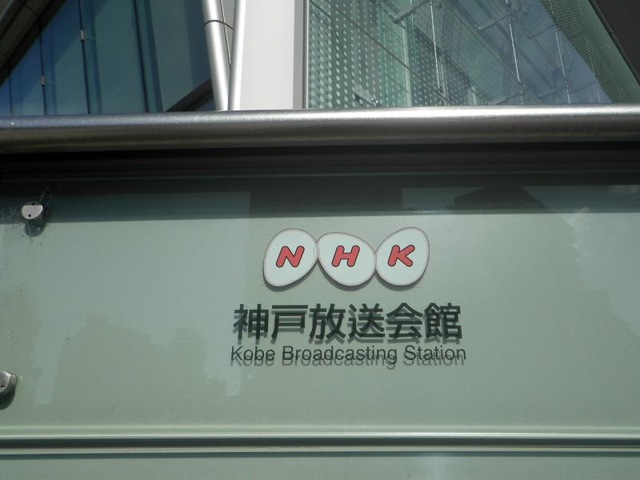 NHK
神戸放送会館
Kobe Broadcasting Station